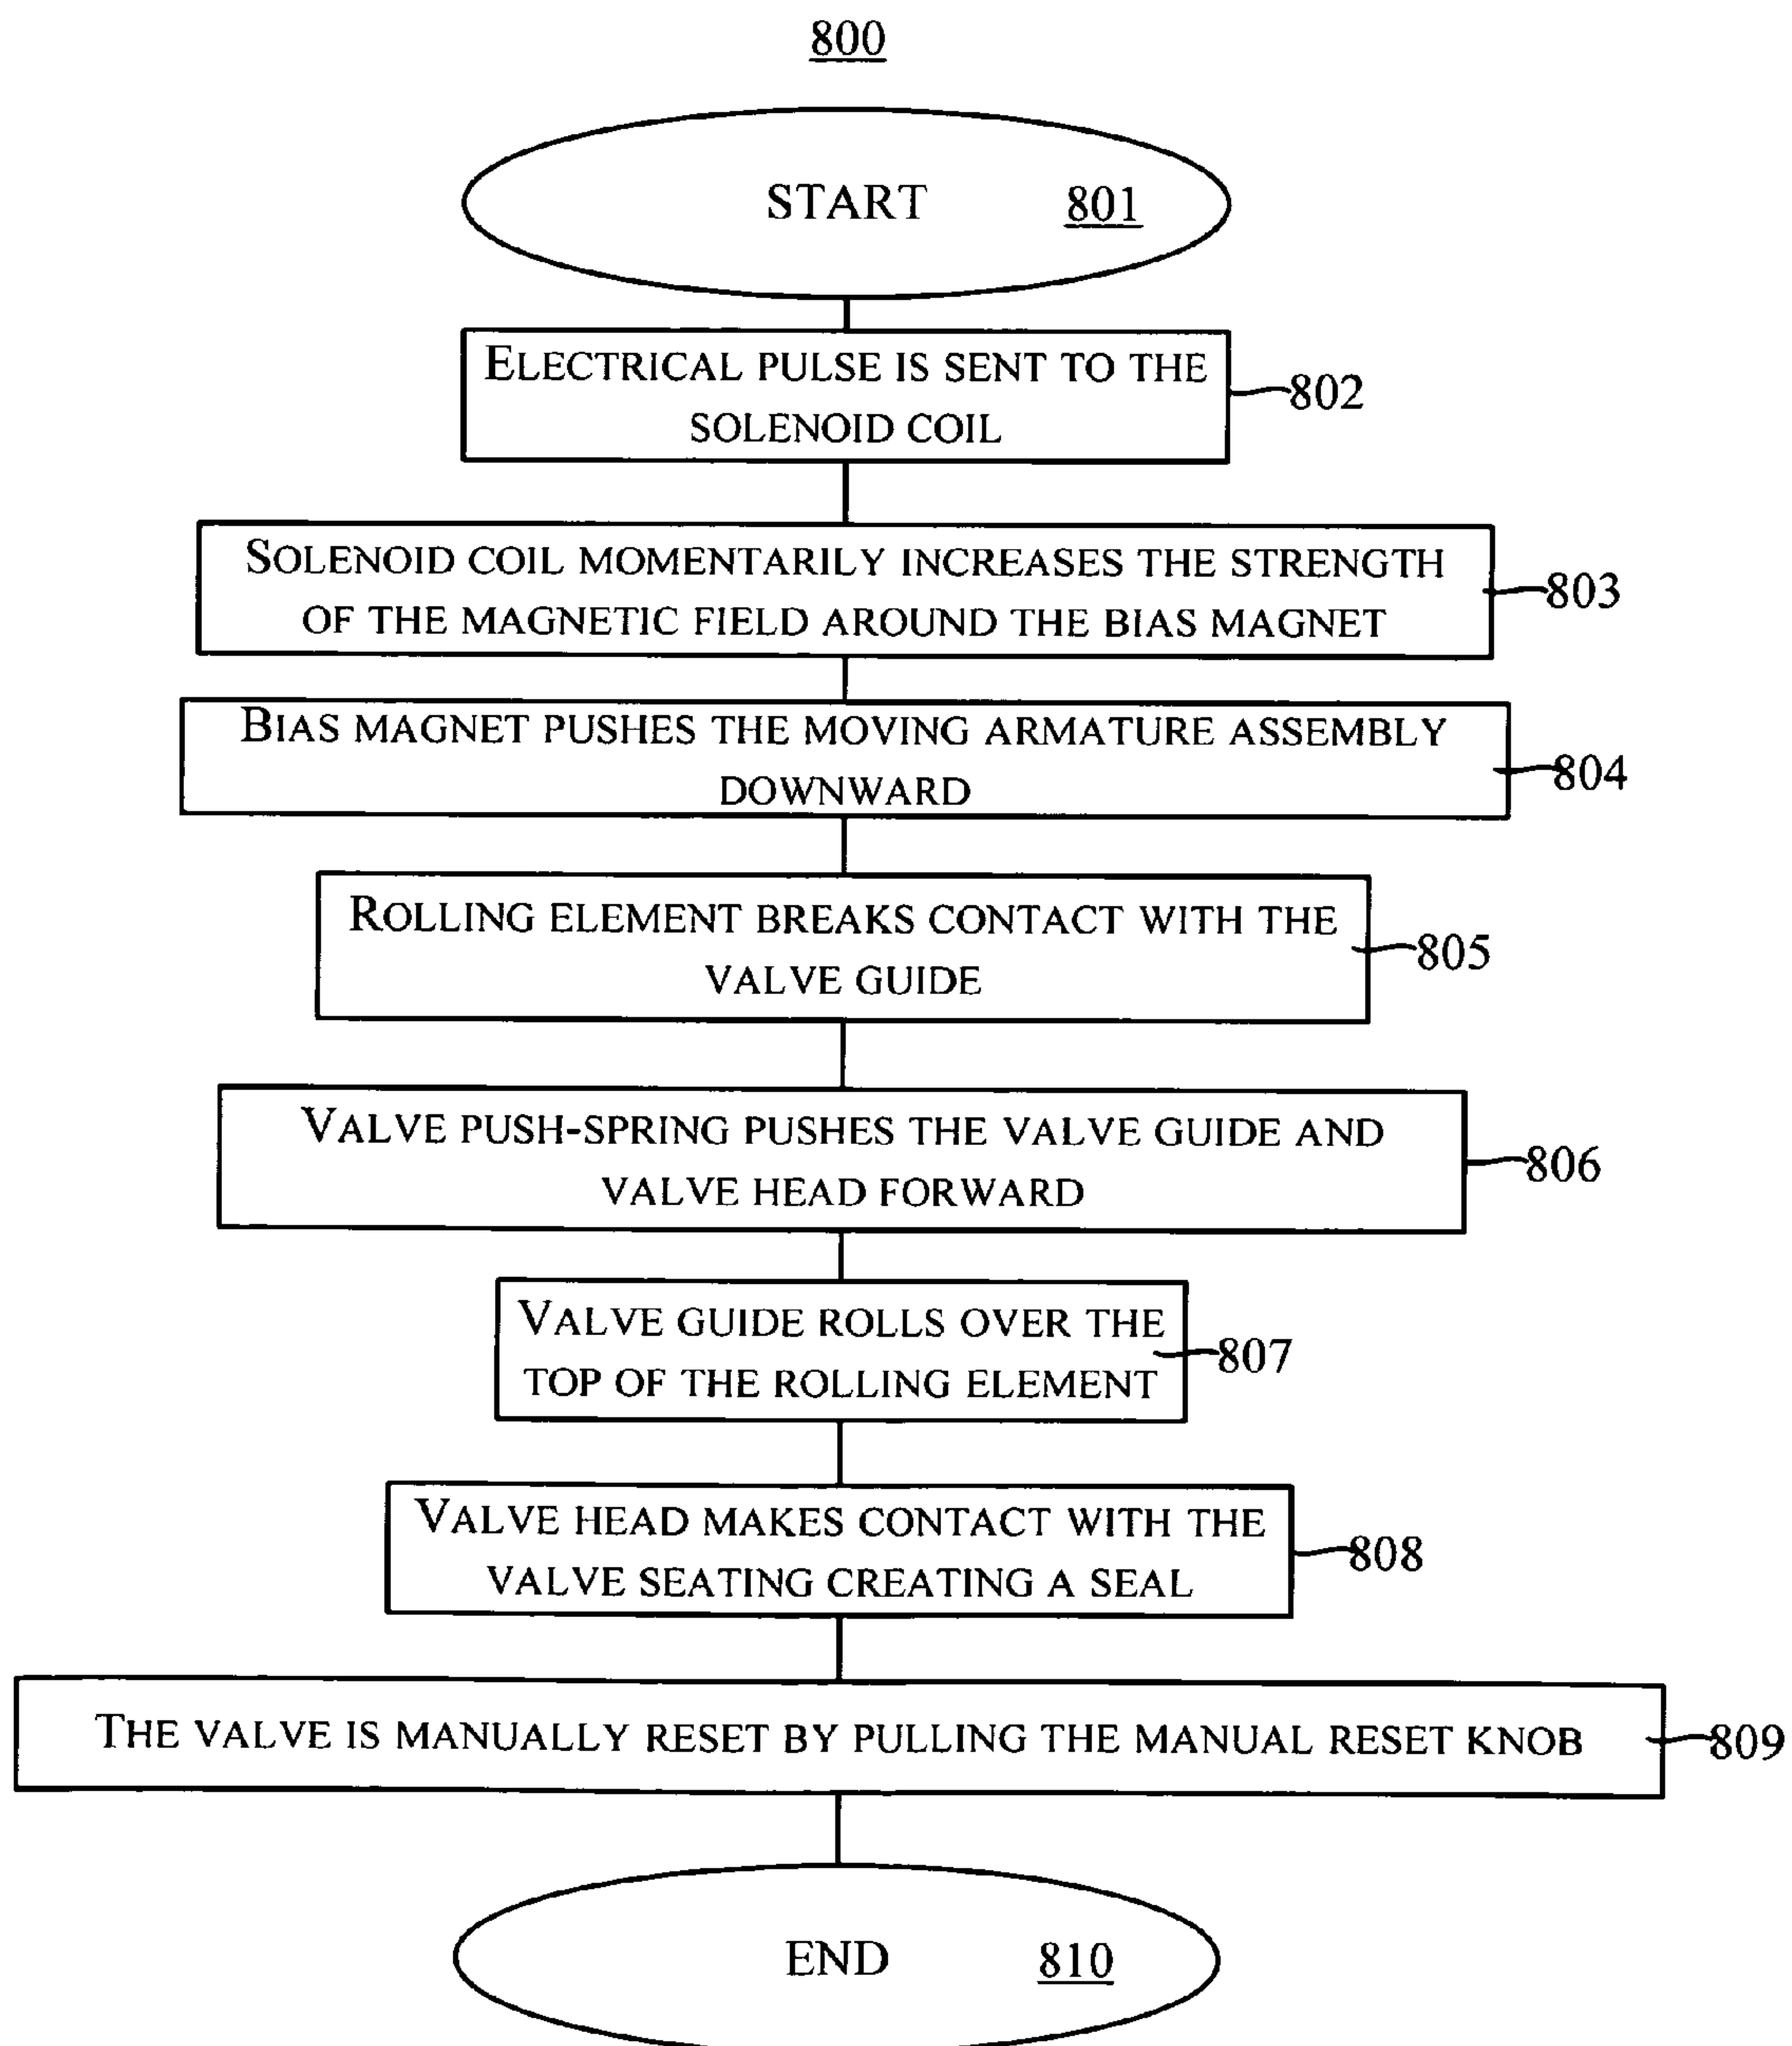 800
START 801
ELECTRICAL PULSE IS SENT TO THE
SOLENOID COIL
802
SOLENOID COIL MOMENTARILY INCREASES THE STRENGTH
OF THE MAGNETIC FIELD AROUND THE BIAS MAGNET
803
BIAS MAGNET PUSHES THE MOVING ARMATURE ASSEMBLY
DOWNWARD
804
ROLLING ELEMENT BREAKS CONTACT WITH THE
VALVE GUIDE
805
VALVE PUSH-SPRING PUSHES THE VALVE GUIDE AND
VALVE HEAD FORWARD
806
VALVE GUIDE ROLLS OVER THE
TOP OF THE ROLLING ELEMENT
807
VALVE HEAD MAKES CONTACT WITH THE
VALVE SEATING CREATING A SEAL
808
THE VALVE IS MANUALLY RESET BY PULLING THE MANUAL RESET KNOB
809
END 810